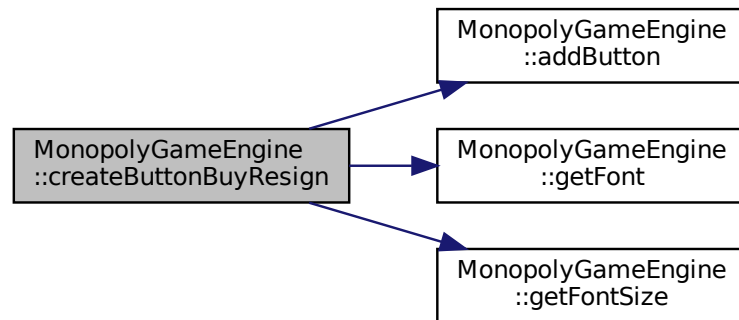 MonopolyGameEngine
::addButton
MonopolyGameEngine
::createButtonBuyResign
MonopolyGameEngine
::getFont
MonopolyGameEngine
::getFontSize